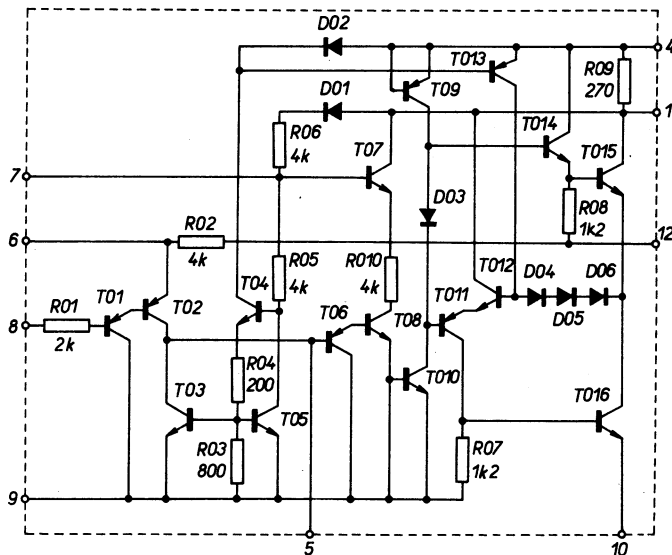 D02
4
T013
R09
270
T09
D01
1
R06
4k
T014
T07
T015
7
D03
R08
1k2
R02
4k
6
12
R05
4k
R010
4k
T012
D04
D06
T04
T01
T02
T011
R01
2k
8
T06
T08
D05
R04
200
T010
T03
T05
T016
R03
800
R07
1k2
9
5
10